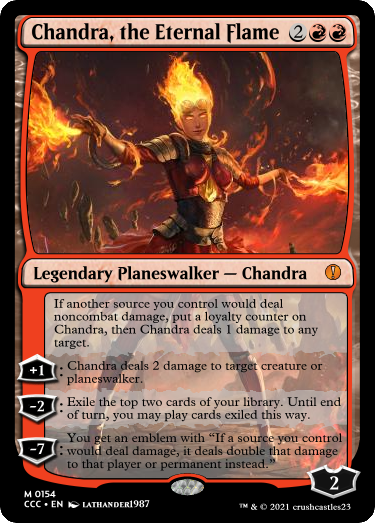 Chandra, the Eternal Flame 2
Legendary Planeswalker — Chandra
If another source you control would deal
noncombat damage, put a loyalty counter on
Chandra, then Chandra deals 1 damage to any
target.
+1 : Chandra deals 2 damage to target creature or
planeswalker.
-2 : Exile the top two cards of your library. Until end
of turn, you may play cards exiled this way.
-7 : You get an emblem with “If a source you control
would deal damage, it deals double that damage
to that player or permanent instead.”
2
M 0154
CCC • EN LATHANDER1987
™ & © 2021 crushcastles23